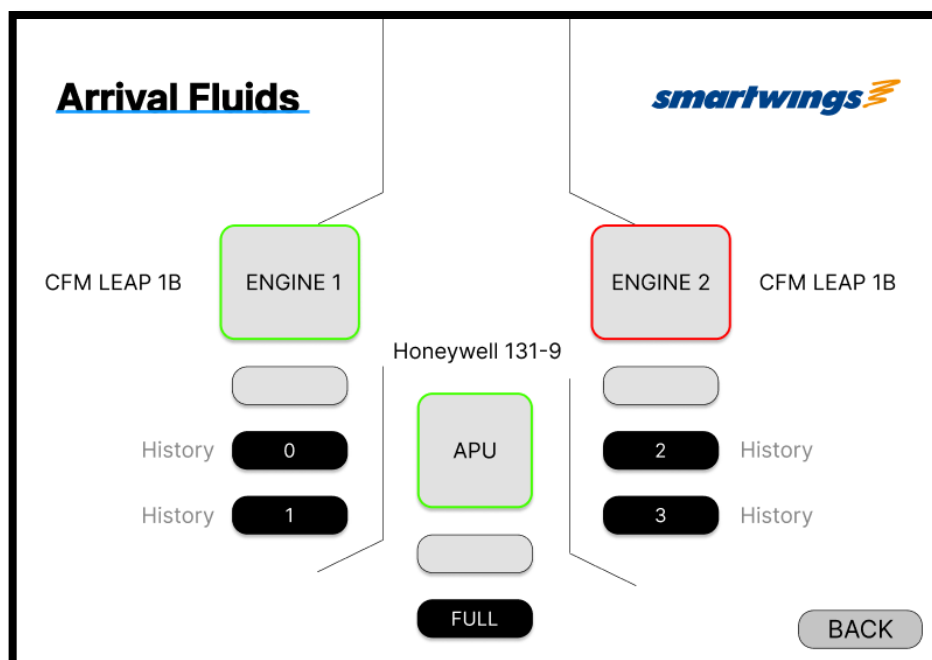 Arrival Fluids
smartwings
CFM LEAP 1B
ENGINE 1
ENGINE 2
CFM LEAP 1B
Honeywell 131-9
History
0
APU
2
History
History
1
3
History
FULL
BACK